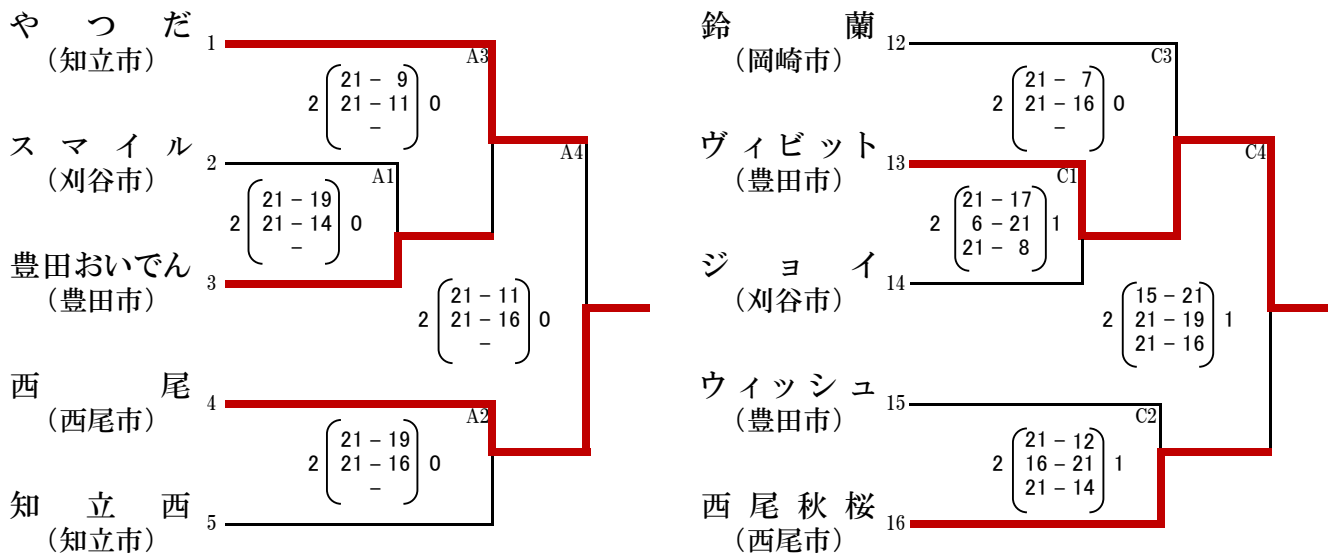 やつだ
（知立市）
1
A3
2 21 − 9 0
21 − 11
−
スマイル
（刈谷市）
2
A1
2 21 − 19 0
21 − 14
−
豊田おいでん
（豊田市）
3
A4
2 21 − 11 0
21 − 16
−
西尾
（西尾市）
4
A2
2 21 − 19 0
21 − 16
−
知立西
（知立市）
5
鈴蘭
（岡崎市）
12
C3
2 21 − 7 0
21 − 16
−
ヴィビット
（豊田市）
13
C1
2 21 − 17 1
6 − 21
21 − 8
ジョイ
（刈谷市）
14
C4
2 15 − 21 1
21 − 19
21 − 16
ウィッシュ
（豊田市）
15
C2
2 21 − 12 1
16 − 21
21 − 14
西尾秋桜
（西尾市）
16